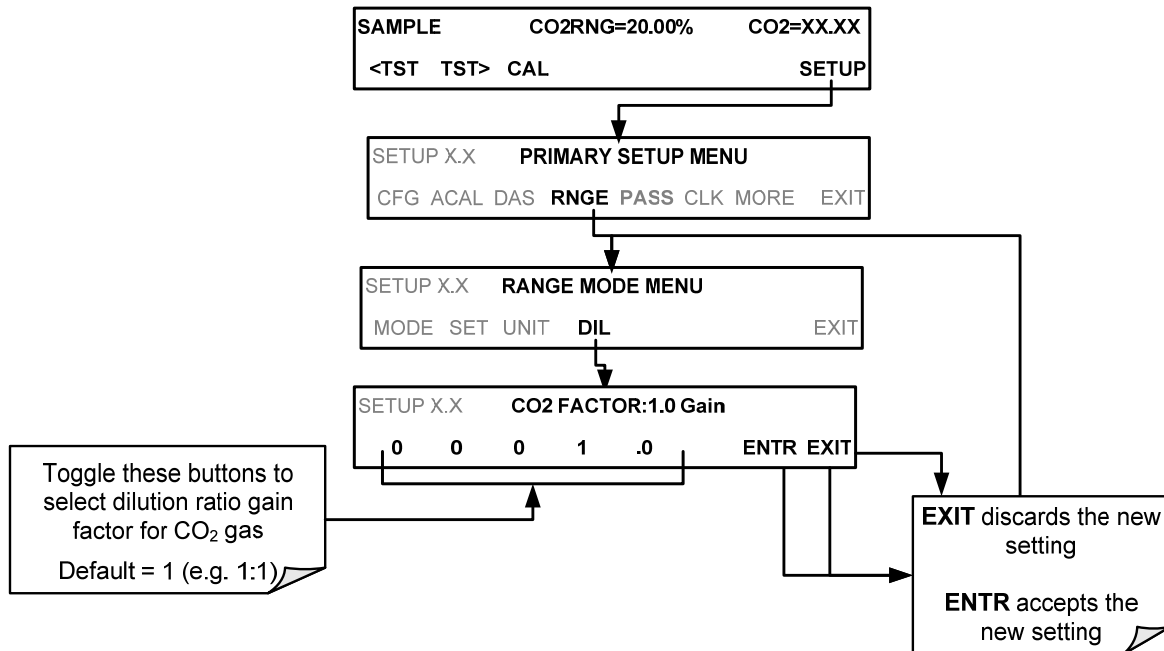 SAMPLE CO2RNG=20.00% CO2=XX.XX
<TST TST> CAL SETUP
SETUP X.X PRIMARY SETUP MENU
CFG ACAL DAS RNGE PASS CLK MORE EXIT
SETUP X.X RANGE MODE MENU
MODE SET UNIT DIL EXIT
SETUP X.X CO2 FACTOR:1.0 Gain
0 0 0 1 .0 ENTR EXIT
Toggle these buttons to
select dilution ratio gain
factor for CO₂ gas
Default = 1 (e.g. 1:1)
EXIT discards the new
setting
ENTR accepts the
new setting